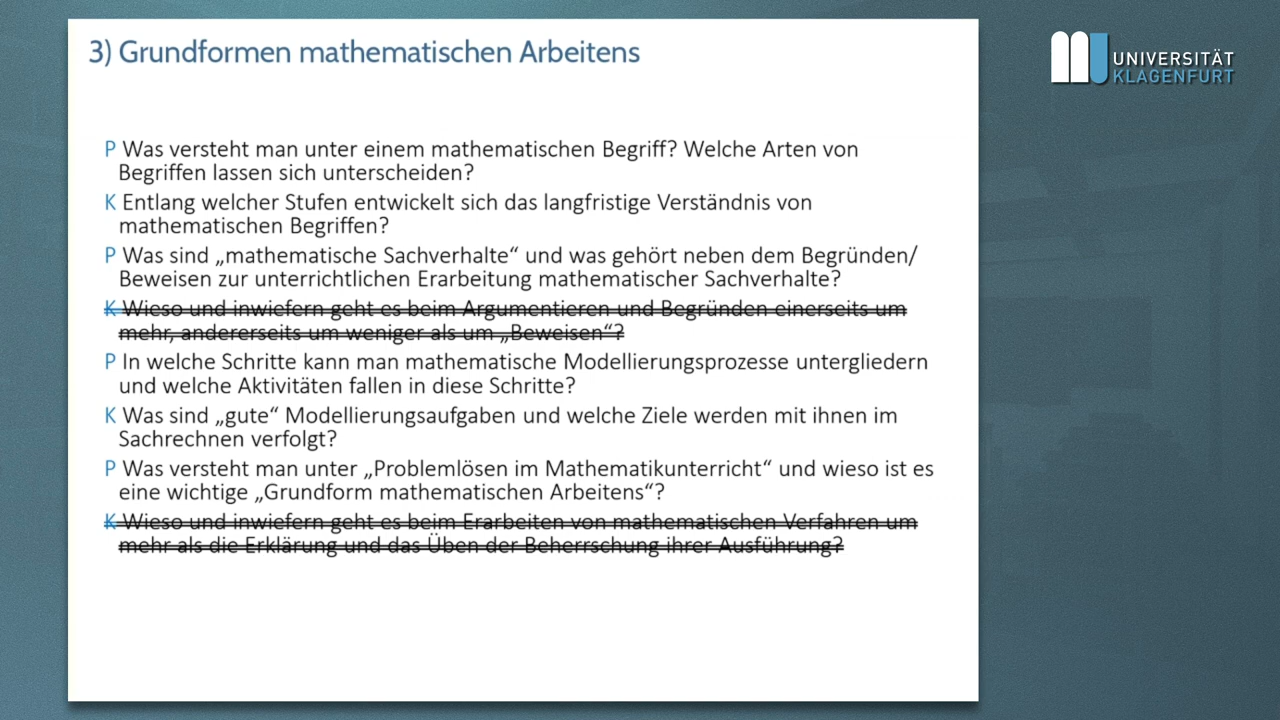 3) Grundformen mathematischen Arbeitens
UNIVERSITÄT
KLAGENFURT
P Was versteht man unter einem mathematischen Begriff? Welche Arten von
Begriffen lassen sich unterscheiden?
K Entlang welcher Stufen entwickelt sich das langfristige Verständnis von
mathematischen Begriffen?
P Was sind „mathematische Sachverhalte“ und was gehört neben dem Begründen/
Beweisen zur unterrichtlichen Erarbeitung mathematischer Sachverhalte?
K Wieso und inwiefern geht es beim Argumentieren und Begründen einerseits um
mehr, andererseits um weniger als um „Beweisen“?
P In welche Schritte kann man mathematische Modellierungsprozesse untergliedern
und welche Aktivitäten fallen in diese Schritte?
K Was sind „gute“ Modellierungsaufgaben und welche Ziele werden mit ihnen im
Sachrechnen verfolgt?
P Was versteht man unter „Problemlösen im Mathematikunterricht“ und wieso ist es
eine wichtige „Grundform mathematischen Arbeitens“?
K Wieso und inwiefern geht es beim Erarbeiten von mathematischen Verfahren um
mehr als die Erklärung und das Üben der Beherrschung ihrer Ausführung?